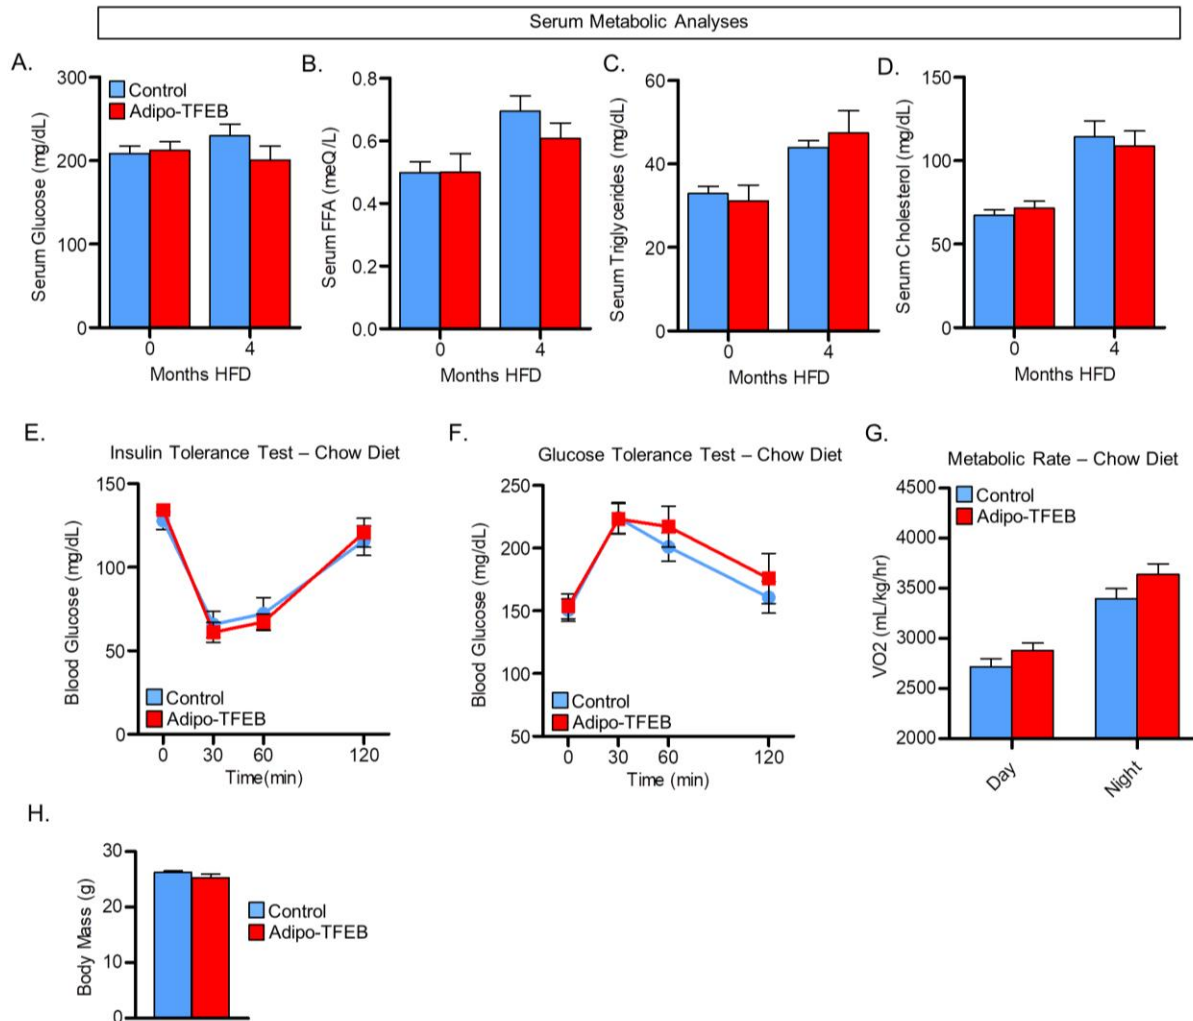 Serum Metabolic Analyses
A.
Serum Glucose (mg/dL)
300
200
100
0
Control
Adipo-TFEB
0 4
Months HFD
B.
Serum FFA (meQ/L)
0.8
0.6
0.4
0.2
0.0
0 4
Months HFD
C.
Serum Triglycerides (mg/dL)
60
40
20
0
0 4
Months HFD
D.
Serum Cholesterol (mg/dL)
150
100
50
0
0 4
Months HFD
E.
Insulin Tolerance Test – Chow Diet
Blood Glucose (mg/dL)
150
100
50
0
Control
Adipo-TFEB
0 30 60 120
Time(min)
F.
Glucose Tolerance Test – Chow Diet
Blood Glucose (mg/dL)
250
200
150
100
50
Control
Adipo-TFEB
0 30 60 120
Time (min)
G.
Metabolic Rate – Chow Diet
VO2 (mL/kg/hr)
4500
4000
3500
3000
2500
2000
Control
Adipo-TFEB
Day Night
H.
Body Mass (g)
30
20
10
0
Control
Adipo-TFEB